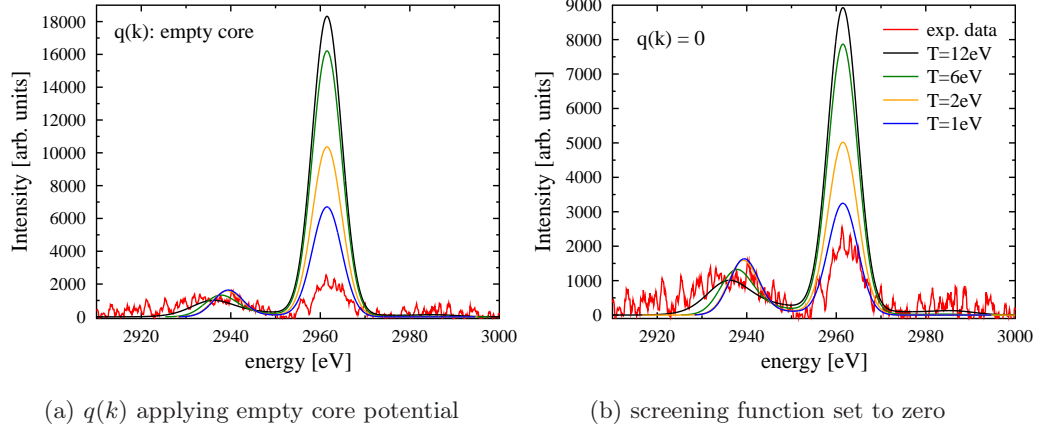 q(k): empty core
Intensity [arb. units]
18000
16000
14000
12000
10000
8000
6000
4000
2000
0
2920
2940
2960
2980
3000
energy [eV]
(a) q(k) applying empty core potential
q(k) = 0
exp. data
T=12eV
T=6eV
T=2eV
T=1eV
Intensity [arb. units]
9000
8000
7000
6000
5000
4000
3000
2000
1000
0
2920
2940
2960
2980
3000
energy [eV]
(b) screening function set to zero